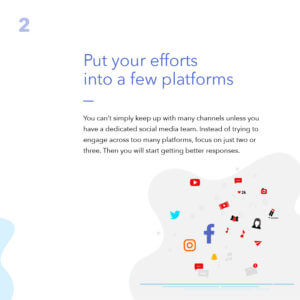 2
Put your efforts
into a few platforms
You can't simply keep up with many channels unless you
have a dedicated social media team. Instead of trying to
engage across too many platforms, focus on just two or
three. Then you will start getting better responses.